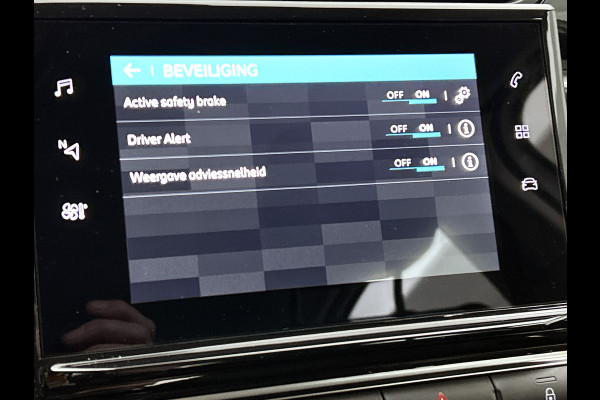 BEVEILIGING
Active safety brake OFF ON
Driver Alert OFF ON
Weergave adviessnelheid OFF ON
N